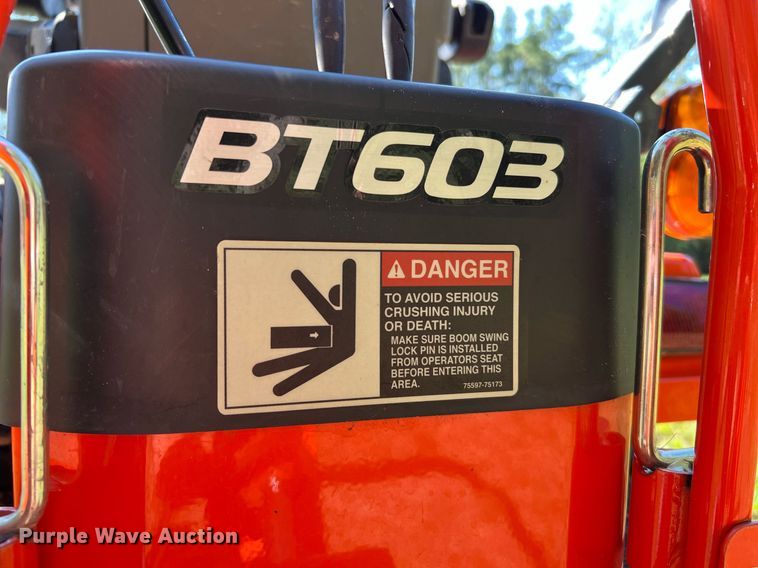 BT603
DANGER
TO AVOID SERIOUS
CRUSHING INJURY
OR DEATH:
MAKE SURE BOOM SWING
LOCK PIN IS INSTALLED
FROM OPERATORS SEAT
BEFORE ENTERING THIS
AREA. 75597-75173
Purple Wave Auction